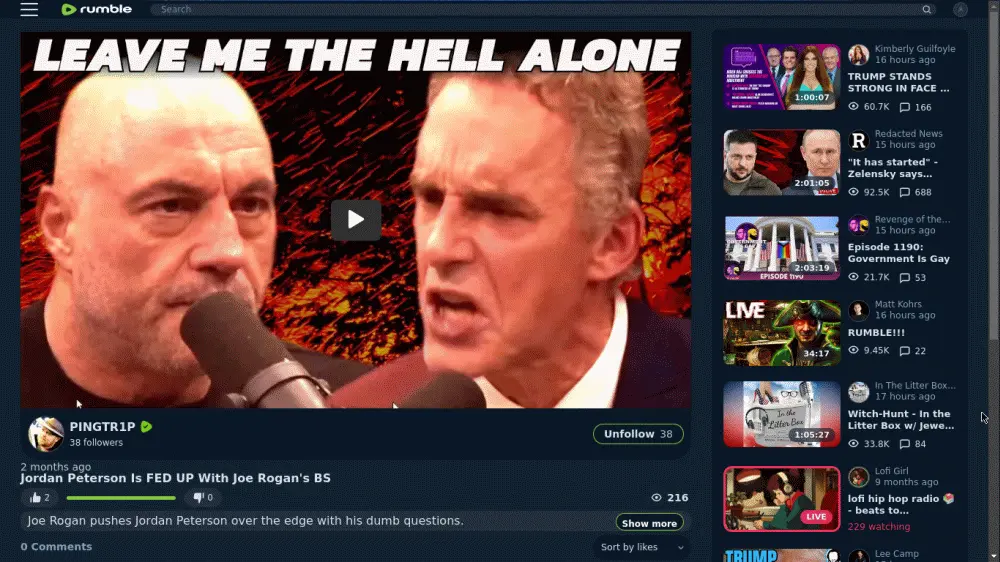 rumble
Search
A
LEAVE ME THE HELL ALONE
PINGTR1P
38 followers
Unfollow 38
2 months ago
Jordan Peterson Is FED UP With Joe Rogan's BS
2
0
216
Joe Rogan pushes Jordan Peterson over the edge with his dumb questions.
Show more
0 Comments
Sort by likes
1:00:07
Kimberly Guilfoyle
16 hours ago
TRUMP STANDS
STRONG IN FACE ...
60.7K 166
2:01:05
R
Redacted News
15 hours ago
"It has started" -
Zelensky says...
92.5K 688
GOVERNMENT
EPISODE 1190
2:03:19
Revenge of the...
15 hours ago
Episode 1190:
Government Is Gay
21.7K 53
LIVE
34:17
Matt Kohrs
16 hours ago
RUMBLE!!!
9.45K 22
In the
Litter Box
1:05:27
In The Litter Box...
17 hours ago
Witch-Hunt - In the
Litter Box w/ Jewe...
33.8K 84
LIVE
Lofi Girl
9 months ago
lofi hip hop radio 📚
- beats to...
229 watching
TRUMP
Lee Camp